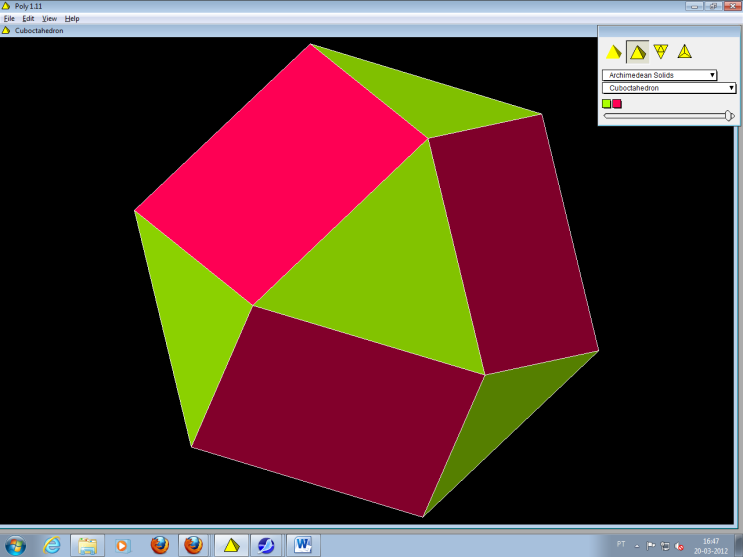 Poly 1.11
File Edit View Help
Cuboctahedron
Archimedean Solids
Cuboctahedron
PT
16:47
20-03-2012